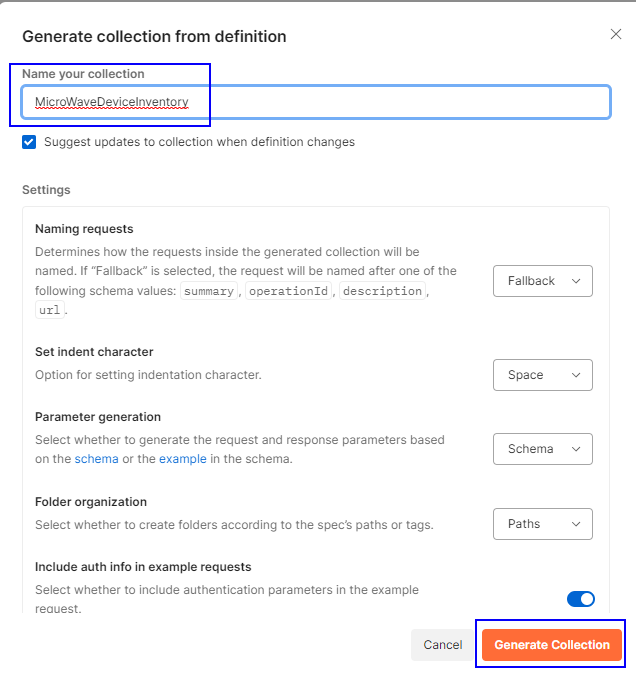 Generate collection from definition
Name your collection
MicroWaveDeviceInventory
Suggest updates to collection when definition changes
Settings
Naming requests
Determines how the requests inside the generated collection will be
named. If “Fallback” is selected, the request will be named after one of the
following schema values: summary, operationId, description,
url.
Fallback
Set indent character
Option for setting indentation character.
Space
Parameter generation
Select whether to generate the request and response parameters based
on the schema or the example in the schema.
Schema
Folder organization
Select whether to create folders according to the spec’s paths or tags.
Paths
Include auth info in example requests
Select whether to include authentication parameters in the example
request.
Cancel
Generate Collection